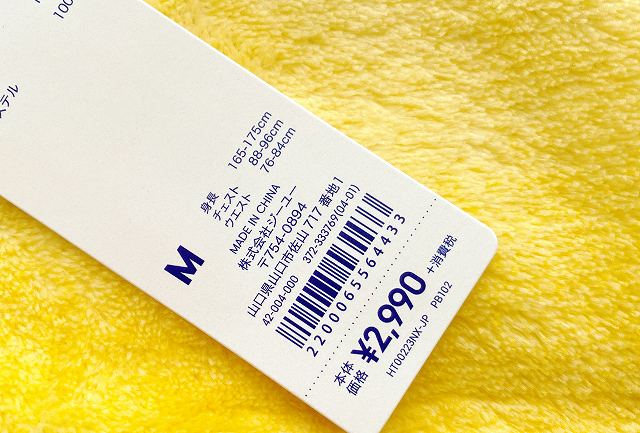 100
ステル
M
身長 165-175cm
チェスト 88-96cm
ウエスト 76-84cm
MADE IN CHINA
株式会社ジーユー
〒754-0894
山口県山口市佐山 717 番地1
42-004-000 372-333769(04-01)
2200065564433
本体価格 ¥2,990 +消費税
HT00223NX-JP PB102